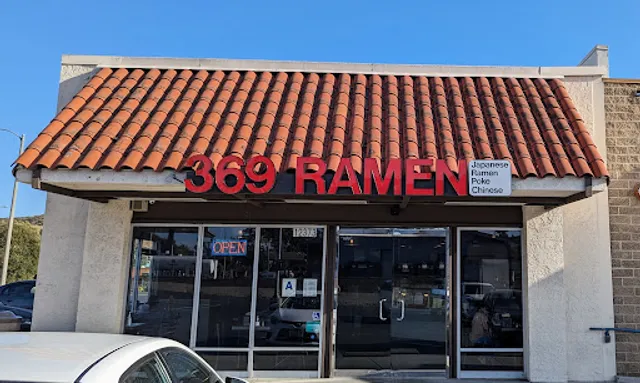 369 RAMEN
Japanese
Ramen
Poke
Chinese
OPEN
12373
A